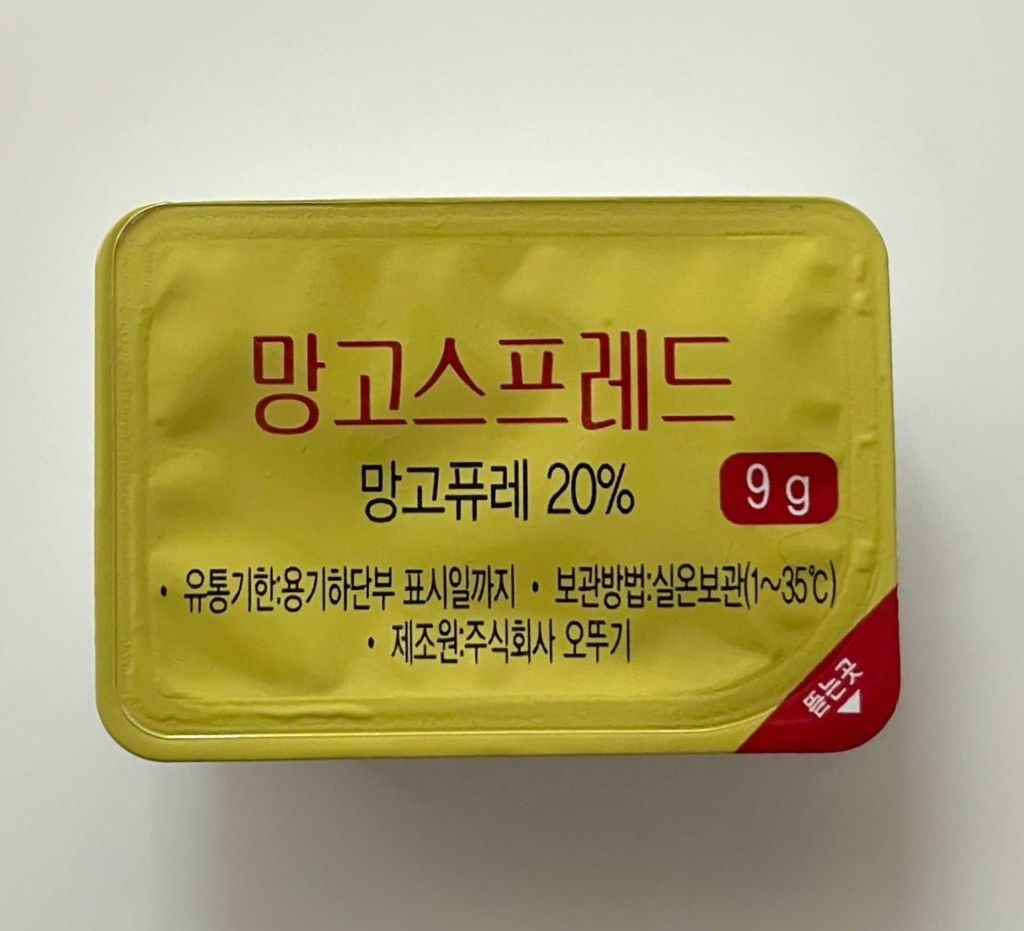 망고스프레드
망고퓨레 20%
9 g
• 유통기한:용기하단부 표시일까지 • 보관방법:실온보관(1~35℃)
• 제조원:주식회사 오뚜기
뜯는곳